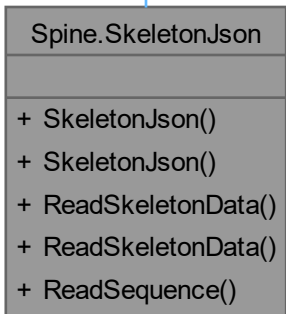 Spine.SkeletonJson
+ SkeletonJson()
+ SkeletonJson()
+ ReadSkeletonData()
+ ReadSkeletonData()
+ ReadSequence()